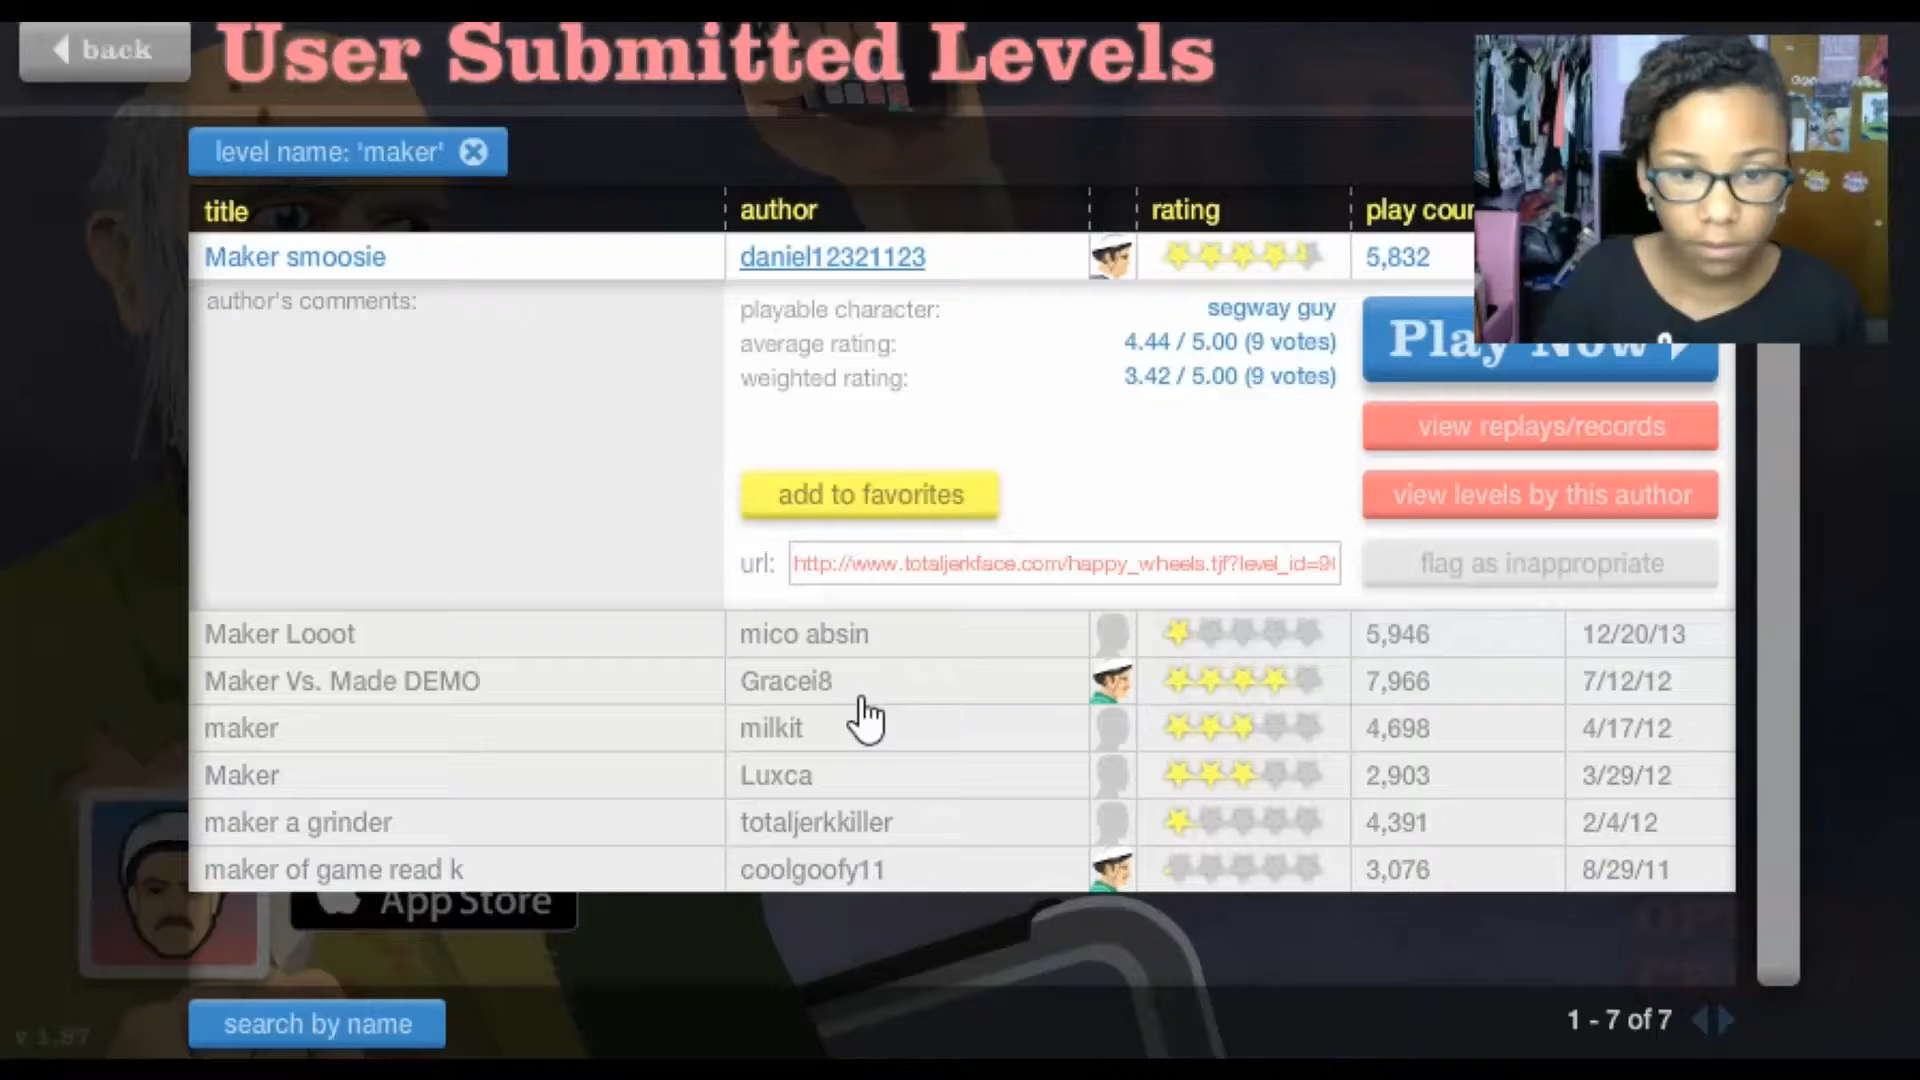 back
User Submitted Levels
level name: 'maker'
title author rating play coun
Maker smoosie daniel12321123 5,832
author's comments:
playable character: segway guy
average rating: 4.44 / 5.00 (9 votes)
weighted rating: 3.42 / 5.00 (9 votes)
Play Now
view replays/records
add to favorites
view levels by this author
url: http://www.totaljerkface.com/happy_wheels.tjf?level_id=9
flag as inappropriate
Maker Looot mico absin 5,946 12/20/13
Maker Vs. Made DEMO Gracei8 7,966 7/12/12
maker milkit 4,698 4/17/12
Maker Luxca 2,903 3/29/12
maker a grinder totaljerkkiller 4,391 2/4/12
maker of game read k coolgoofy11 3,076 8/29/11
App Store
search by name
1 - 7 of 7
v 1.87